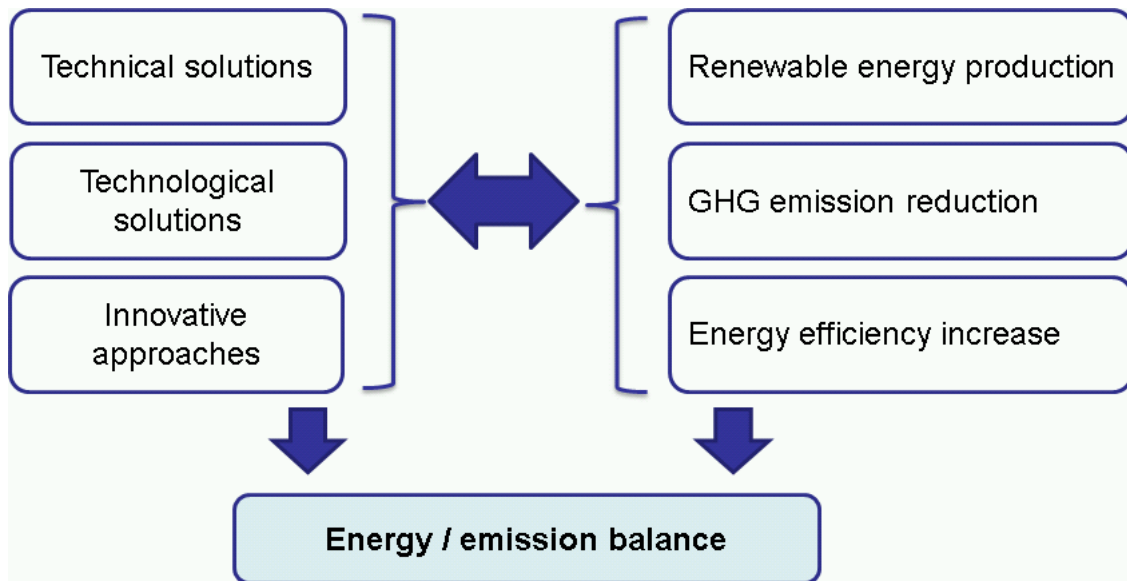 Technical solutions
Technological
solutions
Innovative
approaches
Renewable energy production
GHG emission reduction
Energy efficiency increase
Energy / emission balance